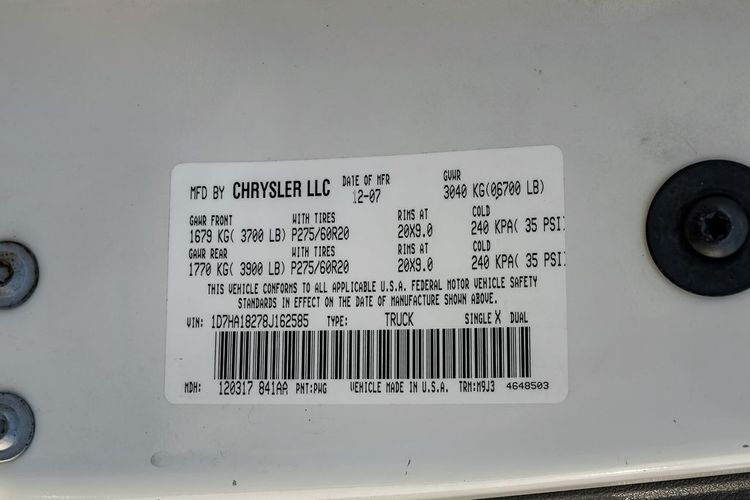 MFD BY CHRYSLER LLC DATE OF MFR 12-07 GVWR 3040 KG(06700 LB)
GAWR FRONT WITH TIRES RIMS AT COLD
1679 KG( 3700 LB) P275/60R20 20X9.0 240 KPA( 35 PSI
GAWR REAR WITH TIRES RIMS AT COLD
1770 KG( 3900 LB) P275/60R20 20X9.0 240 KPA( 35 PSI
THIS VEHICLE CONFORMS TO ALL APPLICABLE U.S.A. FEDERAL MOTOR VEHICLE SAFETY
STANDARDS IN EFFECT ON THE DATE OF MANUFACTURE SHOWN ABOVE.
VIN: 1D7HA18278J162585 TYPE: TRUCK SINGLE X DUAL
MDH: 120317 841AA PNT:PWG VEHICLE MADE IN U.S.A. TRM:M9J3 4648503